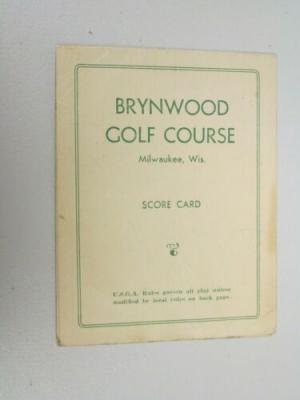 BRYNWOOD
GOLF COURSE
Milwaukee, Wis.
SCORE CARD
U.S.G.A. Rules govern all play unless
modified by local rules on back page.